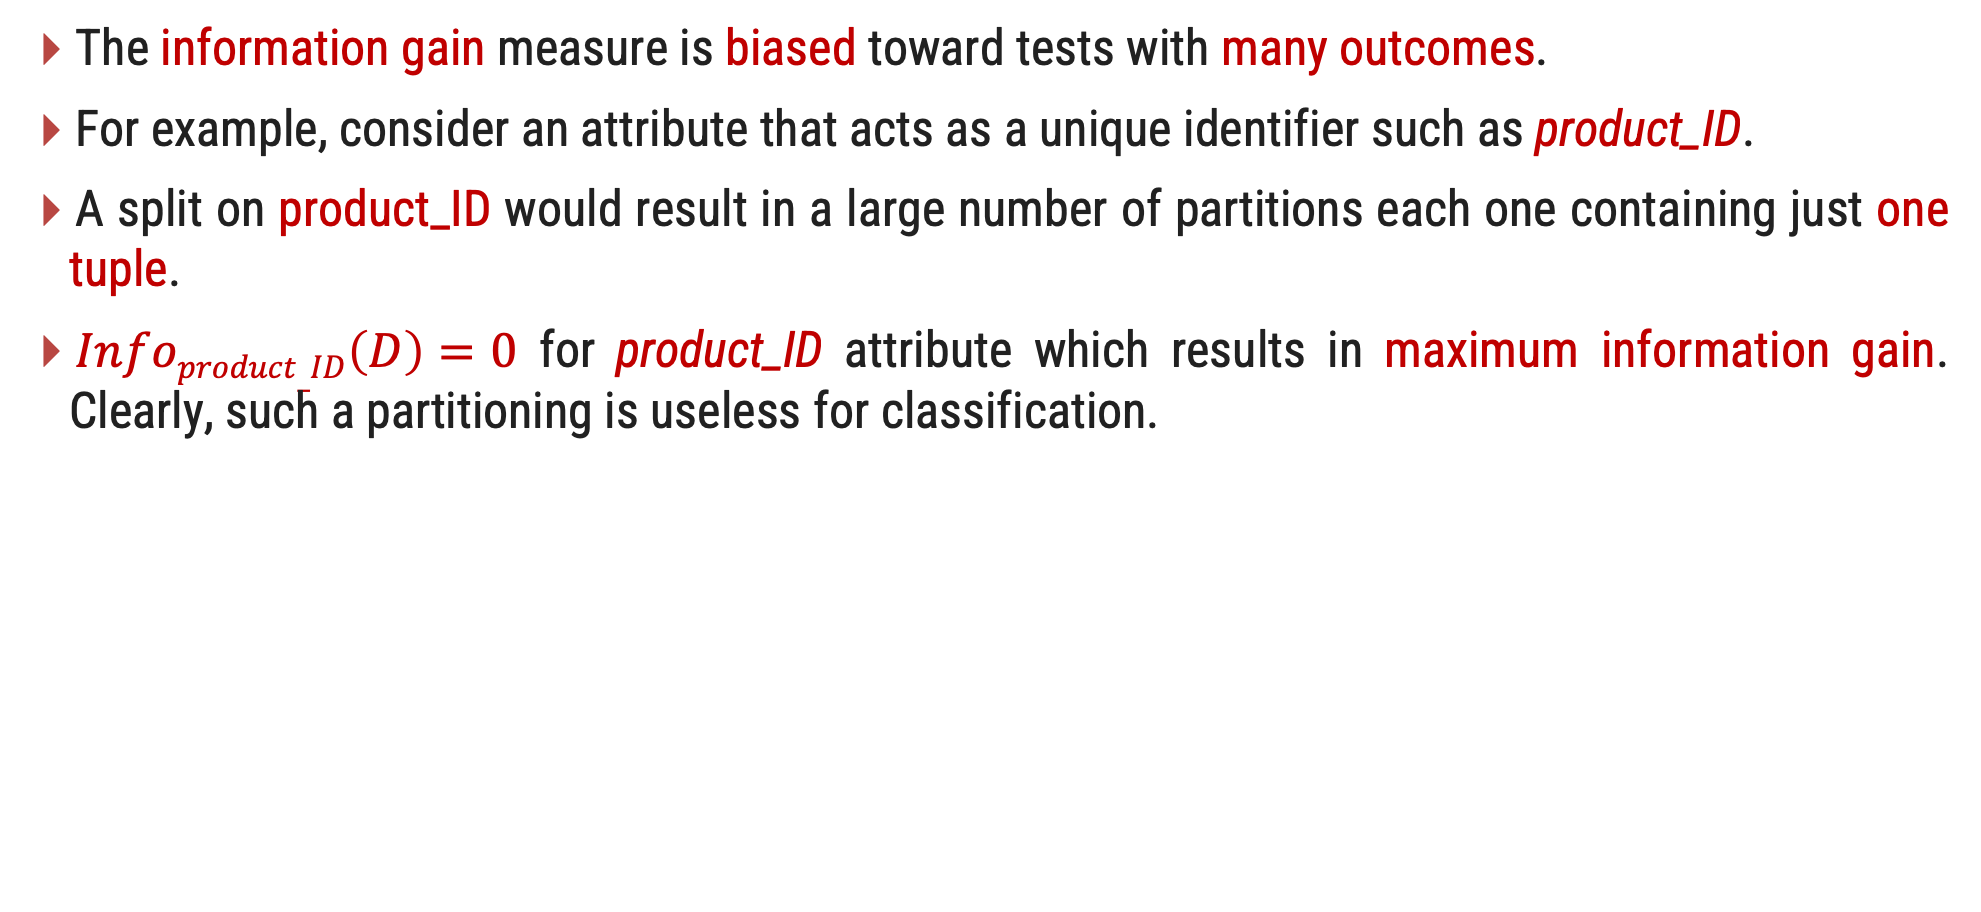 The information gain measure is biased toward tests with many outcomes.
For example, consider an attribute that acts as a unique identifier such as product_ID.
A split on product_ID would result in a large number of partitions each one containing just one
tuple.
Info_product_ID(D) = 0 for product_ID attribute which results in maximum information gain.
Clearly, such a partitioning is useless for classification.